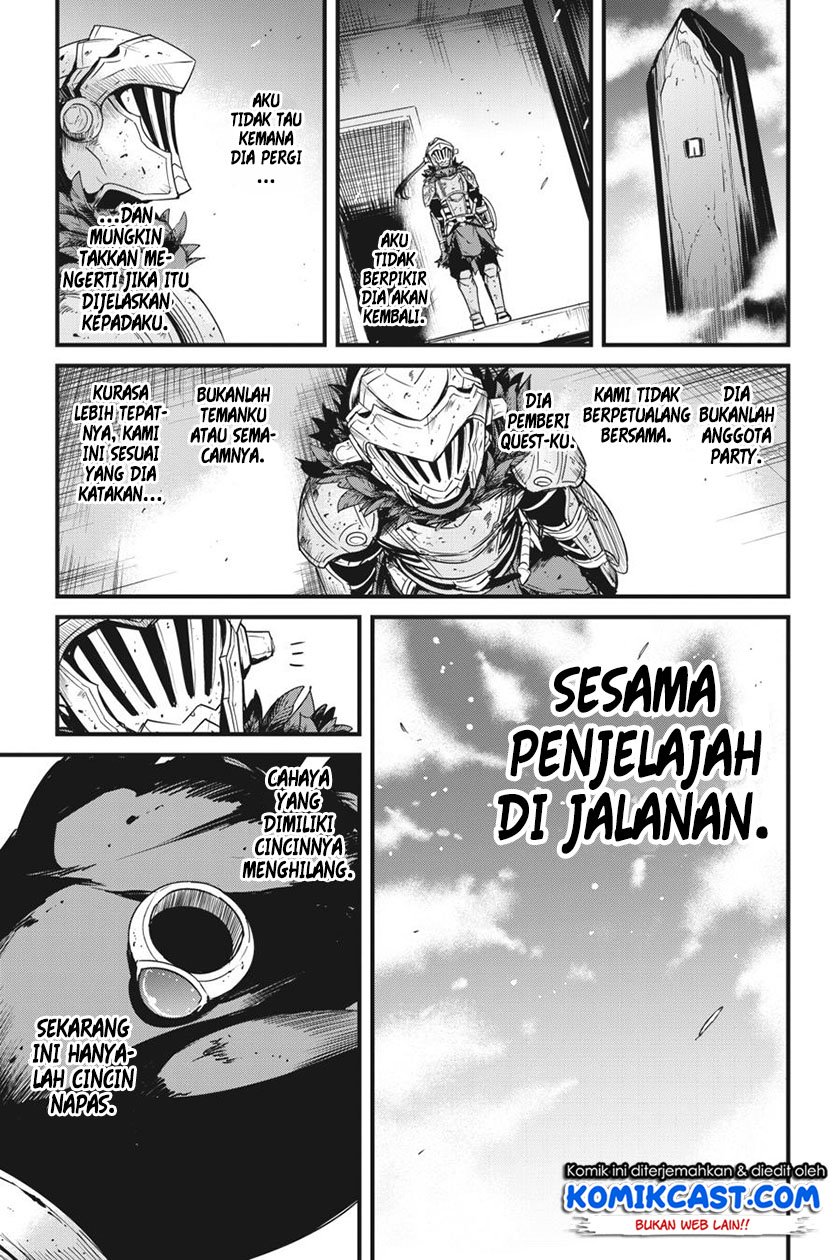 AKU
TIDAK
BERPIKIR
DIA AKAN
KEMBALI.
AKU
TIDAK TAU
KEMANA
DIA PERGI
...
...DAN
MUNGKIN
TAKKAN ME-
NGERTI JIKA ITU
DIJELASKAN
KEPADAKU.
DIA
BUKANLAH
ANGGOTA
PARTY.
KAMI TIDAK
BERPETUALANG
BERSAMA.
DIA
PEMBERI
QUEST-KU.
BUKANLAH
TEMANKU
ATAU SEMA-
CAMNYA.
KURASA
LEBIH TEPAT-
NYA, KAMI
INI SESUAI
YANG DIA
KATAKAN...
SESAMA
PENJELAJAH
DI JALANAN.
CAHAYA
YANG
DIMILIKI
CINCINNYA
MENGHILANG.
SEKARANG
INI HANYA-
LAH CINCIN
NAPAS.
Komik ini diterjemahkan & diedit oleh
KOMIKCAST.COM
BUKAN WEB LAIN!!